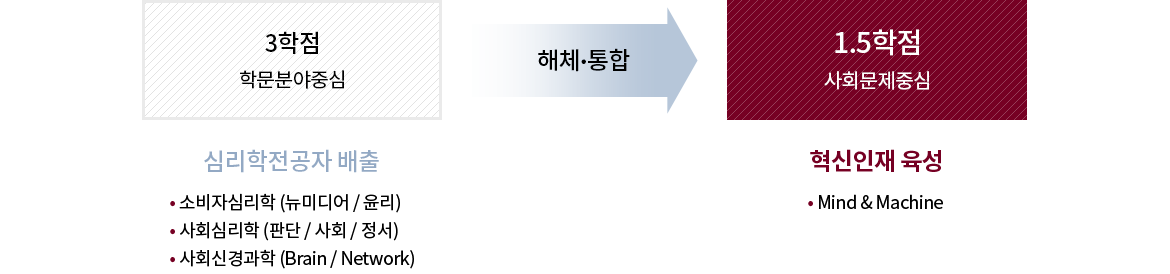 3학점
학문분야중심
해체·통합
1.5학점
사회문제중심
심리학전공자 배출
• 소비자심리학 (뉴미디어 / 윤리)
• 사회심리학 (판단 / 사회 / 정서)
• 사회신경과학 (Brain / Network)
혁신인재 육성
• Mind & Machine